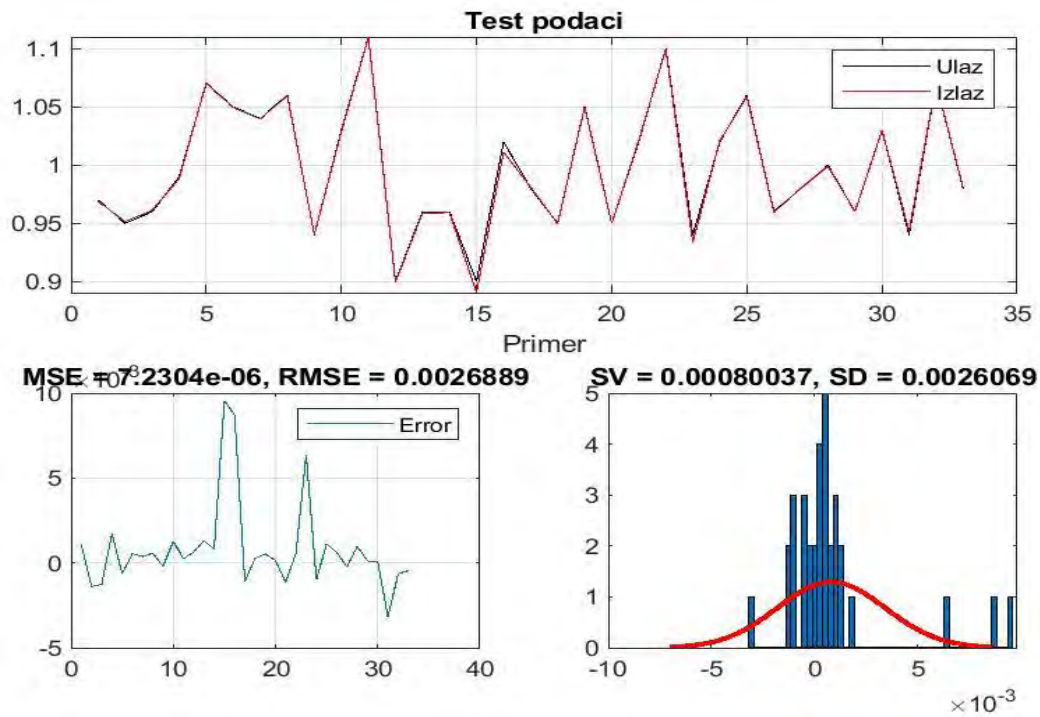 Test podaci
1.1
1.05
1
0.95
0.9
Ulaz
Izlaz
0 5 10 15 20 25 30 35
Primer
MSE = 7.2304e-06, RMSE = 0.0026889
10
5
0
-5
Error
0 10 20 30 40
SV = 0.00080037, SD = 0.0026069
5
4
3
2
1
0
-10 -5 0 5
×10-3